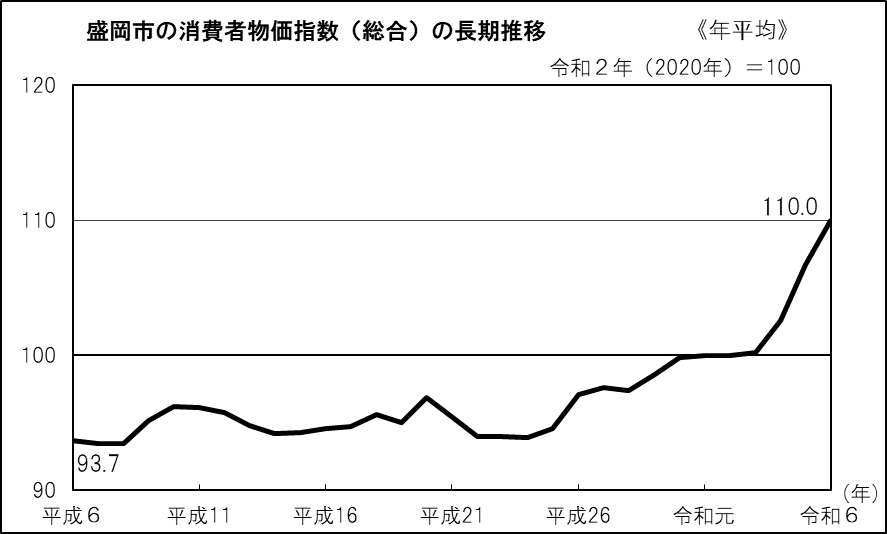 盛岡市の消費者物価指数（総合）の長期推移 《年平均》
令和２年（2020年）＝100
120
110.0
110
100
93.7
90
(年)
平成６ 平成11 平成16 平成21 平成26 令和元 令和６